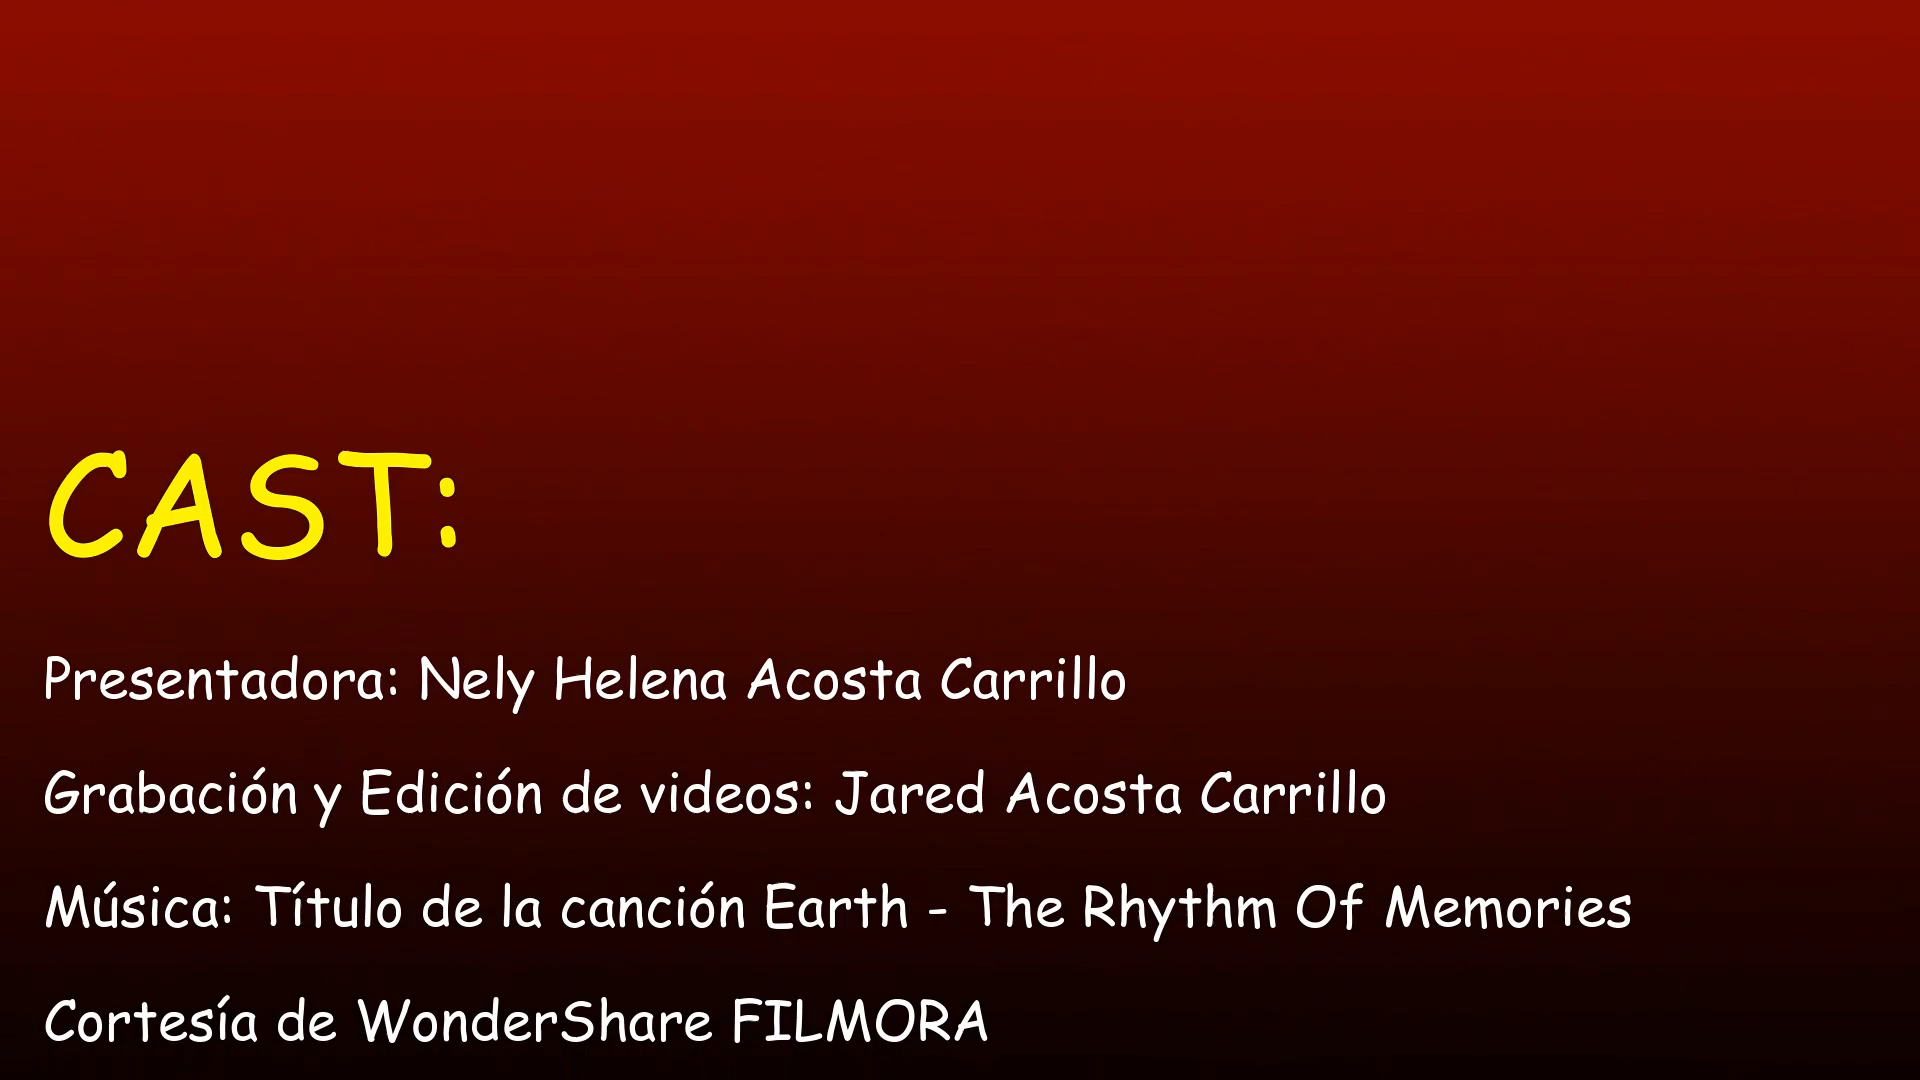 CAST:
Presentadora: Nely Helena Acosta Carrillo
Grabación y Edición de videos: Jared Acosta Carrillo
Música: Título de la canción Earth - The Rhythm Of Memories
Cortesía de WonderShare FILMORA